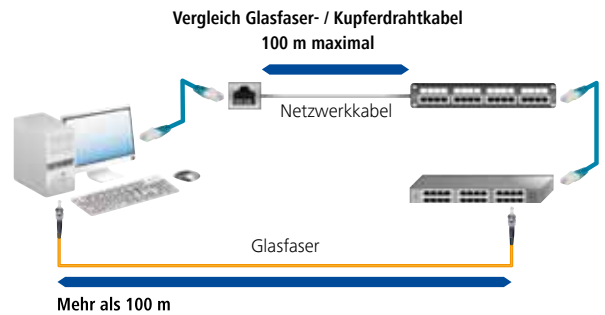 Vergleich Glasfaser- / Kupferdrahtkabel
100 m maximal
Netzwerkkabel
Glasfaser
Mehr als 100 m